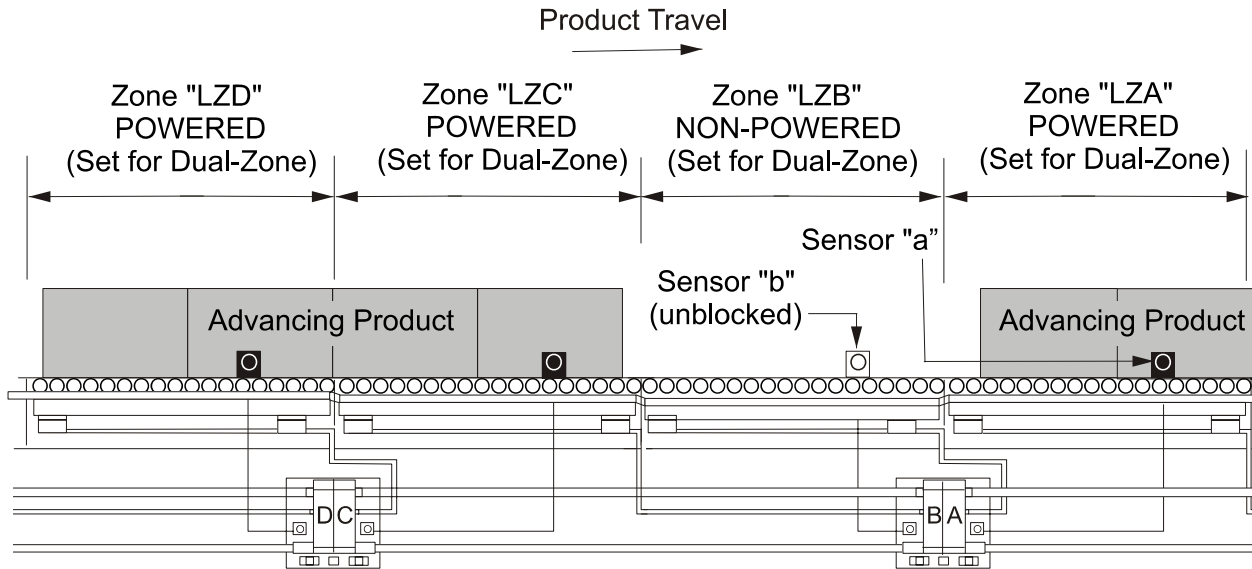 Product Travel
Zone "LZD"
POWERED
(Set for Dual-Zone)
Zone "LZC"
POWERED
(Set for Dual-Zone)
Zone "LZB"
NON-POWERED
(Set for Dual-Zone)
Zone "LZA"
POWERED
(Set for Dual-Zone)
Sensor "a”
Sensor "b"
(unblocked)
Advancing Product
Advancing Product
D C
B A